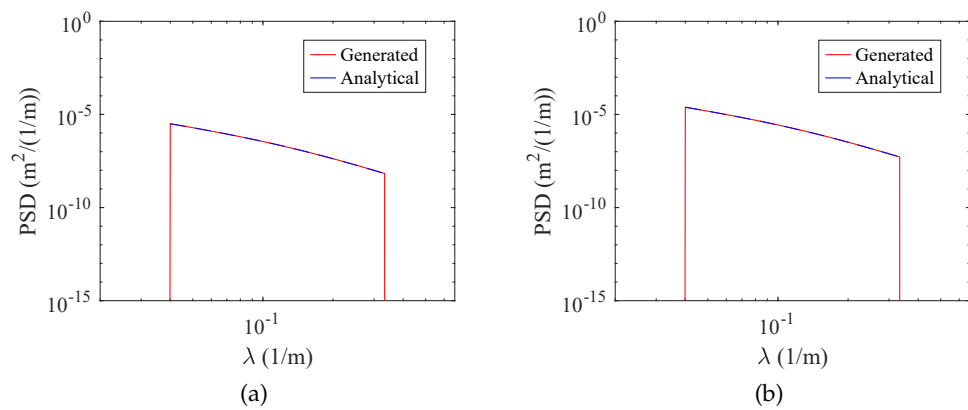 10^0
Generated
Analytical
10^-5
10^-10
10^-15
PSD (m^2/(1/m))
10^-1
λ (1/m)
(a)
10^0
Generated
Analytical
10^-5
10^-10
10^-15
PSD (m^2/(1/m))
10^-1
λ (1/m)
(b)